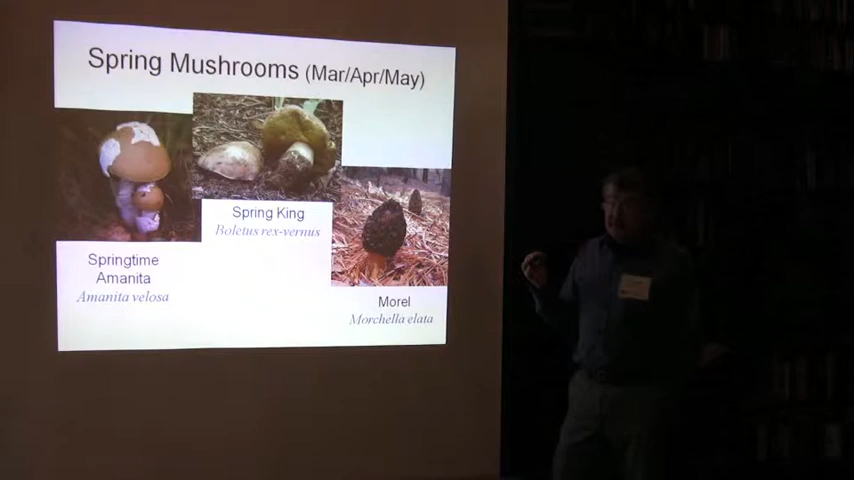 Spring Mushrooms (Mar/Apr/May)
Spring King
Boletus rex-vernus
Springtime
Amanita
Amanita velosa
Morel
Morchella elata